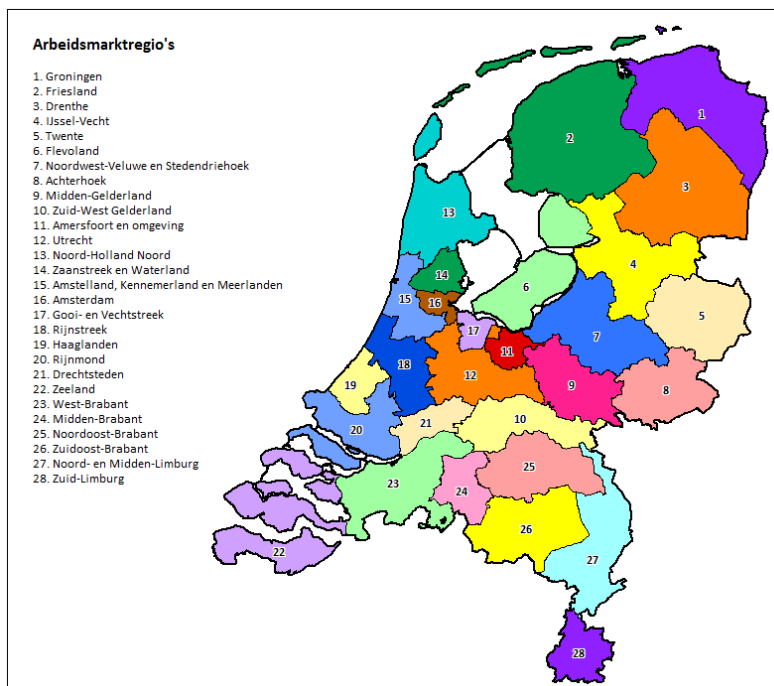 Arbeidsmarktregio's
1. Groningen
2. Friesland
3. Drenthe
4. IJssel-Vecht
5. Twente
6. Flevoland
7. Noordwest-Veluwe en Stedendriehoek
8. Achterhoek
9. Midden-Gelderland
10. Zuid-West Gelderland
11. Amersfoort en omgeving
12. Utrecht
13. Noord-Holland Noord
14. Zaanstreek en Waterland
15. Amstelland, Kennemerland en Meerlanden
16. Amsterdam
17. Gooi- en Vechtstreek
18. Rijnstreek
19. Haaglanden
20. Rijnmond
21. Drechtsteden
22. Zeeland
23. West-Brabant
24. Midden-Brabant
25. Noordoost-Brabant
26. Zuidoost-Brabant
27. Noord- en Midden-Limburg
28. Zuid-Limburg
1
2
3
13
4
14
6
15
16
5
17
7
11
18
12
19
9
8
10
21
20
25
23
24
26
22
27
28